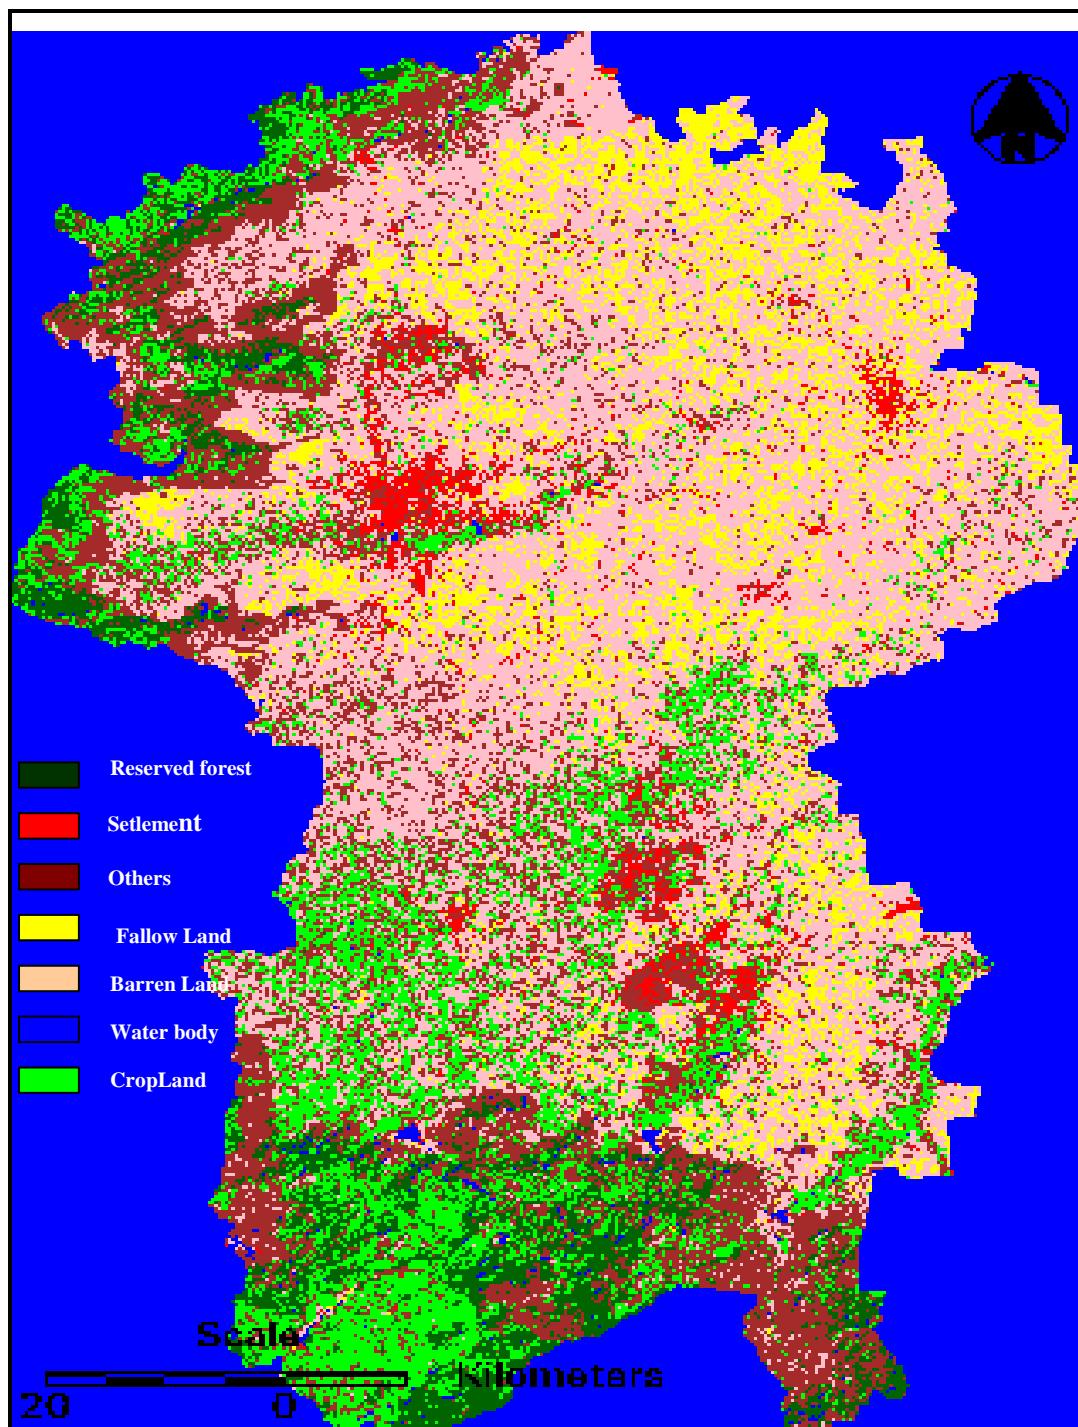 N
Reserved forest
Setlement
Others
Fallow Land
Barren Land
Water body
CropLand
Scale
Kilometers
20 0